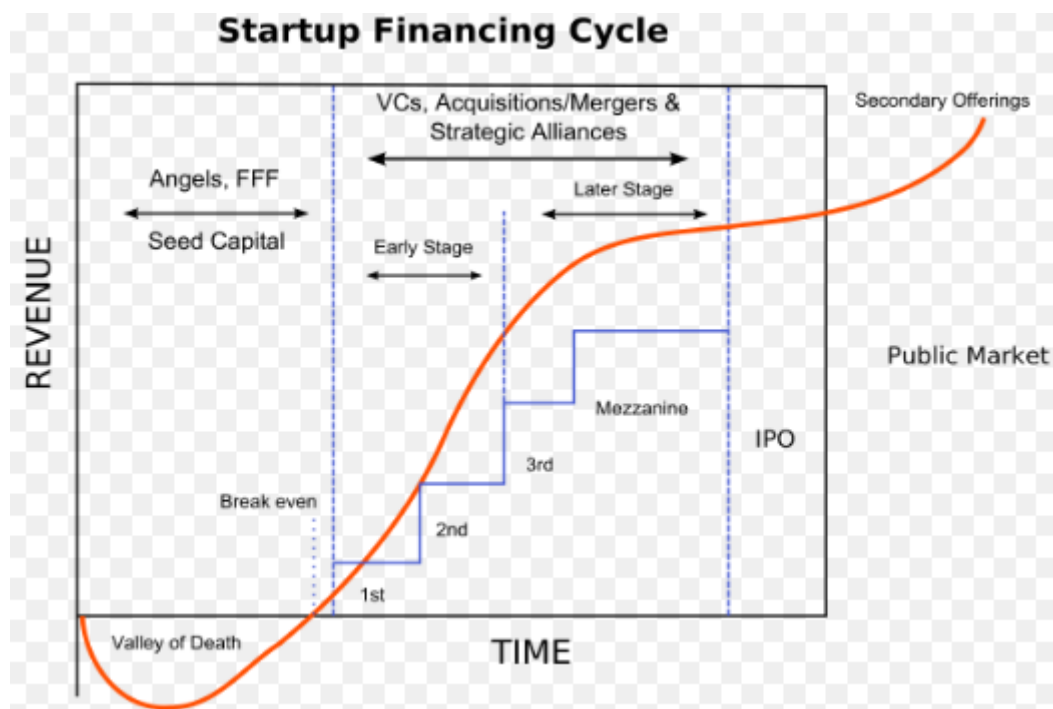 Startup Financing Cycle
VCs, Acquisitions/Mergers &
Strategic Alliances
Secondary Offerings
Angels, FFF
Later Stage
Seed Capital
Early Stage
REVENUE
Public Market
Mezzanine
IPO
3rd
Break even
2nd
1st
Valley of Death
TIME